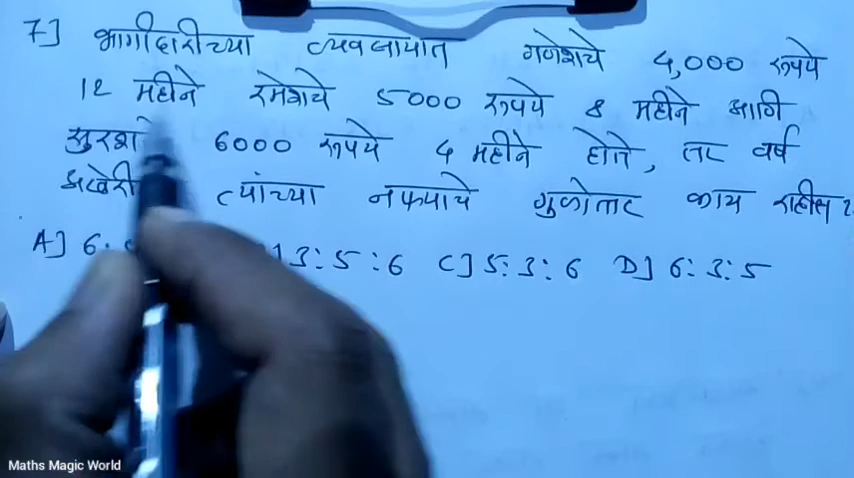 7] भागीदारीच्या व्यवसायात गणेशचे 4,000 रूपये
12 महीने रमेशचे 5000 रूपये 8 महीने आणि
6000 रूपये 4 महीने होते, तर वर्ष
त्यांच्या नफ्याचे गुणोत्तर काय राहील ?
A] 6: 3:5:6 C] 5:3:6 D] 6:3:5
Maths Magic World